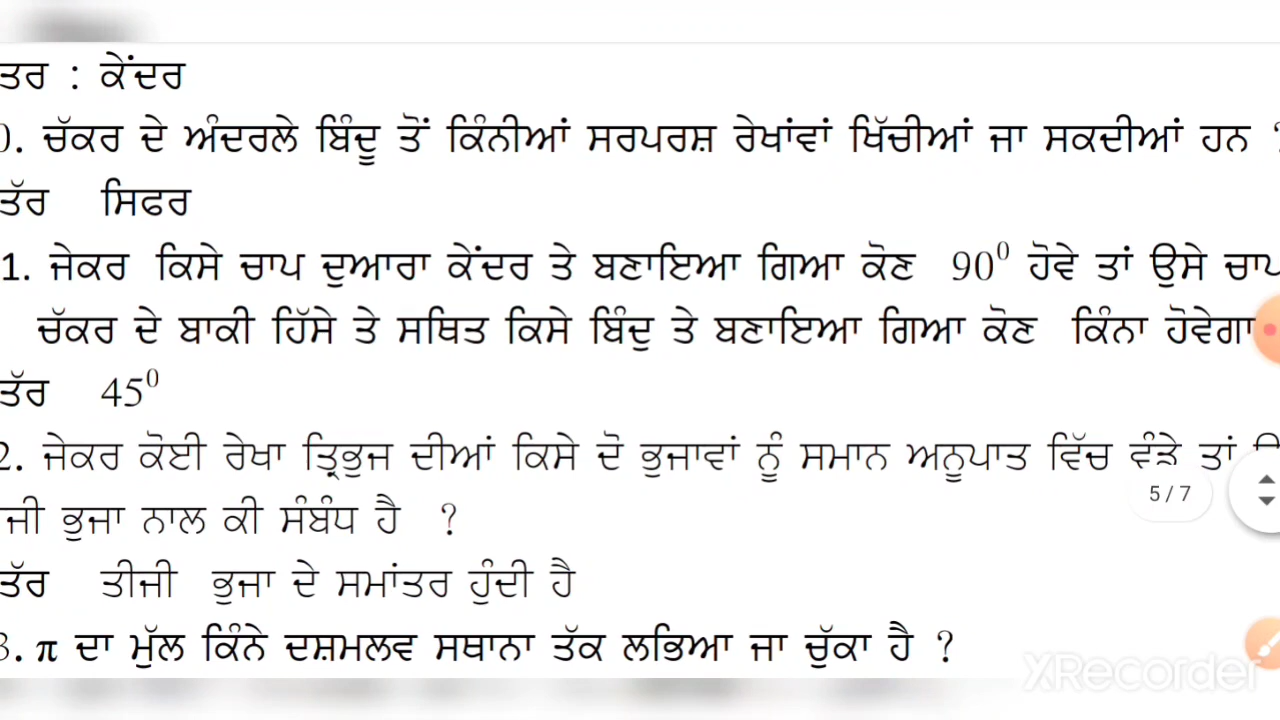 ਤਰ : ਕੇਂਦਰ
0. ਚੱਕਰ ਦੇ ਅੰਦਰਲੇ ਬਿੰਦੂ ਤੋਂ ਕਿੰਨੀਆਂ ਸਰਪਰਸ਼ ਰੇਖਾਂਵਾਂ ਖਿੱਚੀਆਂ ਜਾ ਸਕਦੀਆਂ ਹਨ ?
ਤੱਰ ਸਿਫਰ
1. ਜੇਕਰ ਕਿਸੇ ਚਾਪ ਦੁਆਰਾ ਕੇਂਦਰ ਤੇ ਬਣਾਇਆ ਗਿਆ ਕੋਣ 90⁰ ਹੋਵੇ ਤਾਂ ਉਸੇ ਚਾਪ
ਚੱਕਰ ਦੇ ਬਾਕੀ ਹਿੱਸੇ ਤੇ ਸਥਿਤ ਕਿਸੇ ਬਿੰਦੁ ਤੇ ਬਣਾਇਆ ਗਿਆ ਕੋਣ ਕਿੰਨਾ ਹੋਵੇਗਾ
ਤੱਰ 45⁰
2. ਜੇਕਰ ਕੋਈ ਰੇਖਾ ਤ੍ਰਿਭੁਜ ਦੀਆਂ ਕਿਸੇ ਦੋ ਭੁਜਾਵਾਂ ਨੂੰ ਸਮਾਨ ਅਨੂਪਾਤ ਵਿੱਚ ਵੰਡੇ ਤਾਂ
5 / 7
ਜੀ ਭੁਜਾ ਨਾਲ ਕੀ ਸੰਬੰਧ ਹੈ ?
ਤੱਰ ਤੀਜੀ ਭੁਜਾ ਦੇ ਸਮਾਂਤਰ ਹੁੰਦੀ ਹੈ
3. π ਦਾ ਮੁੱਲ ਕਿੰਨੇ ਦਸ਼ਮਲਵ ਸਥਾਨਾ ਤੱਕ ਲਭਿਆ ਜਾ ਚੁੱਕਾ ਹੈ ?
XRecorder